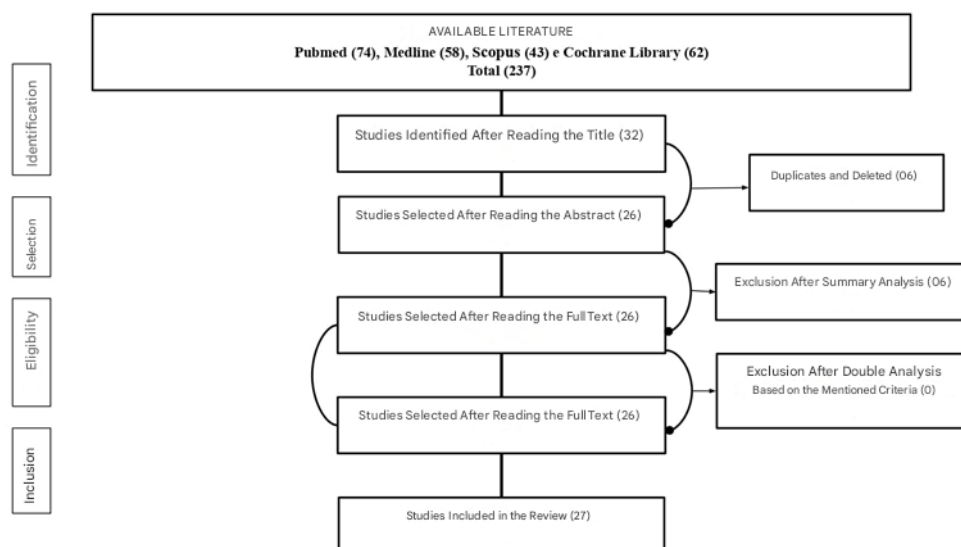 AVAILABLE LITERATURE
Pubmed (74), Medline (58), Scopus (43) e Cochrane Library (62)
Total (237)
Identification
Studies Identified After Reading the Title (32)
Duplicates and Deleted (06)
Selection
Studies Selected After Reading the Abstract (26)
Exclusion After Summary Analysis (06)
Eligibility
Studies Selected After Reading the Full Text (26)
Exclusion After Double Analysis
Based on the Mentioned Criteria (0)
Studies Selected After Reading the Full Text (26)
Inclusion
Studies Included in the Review (27)